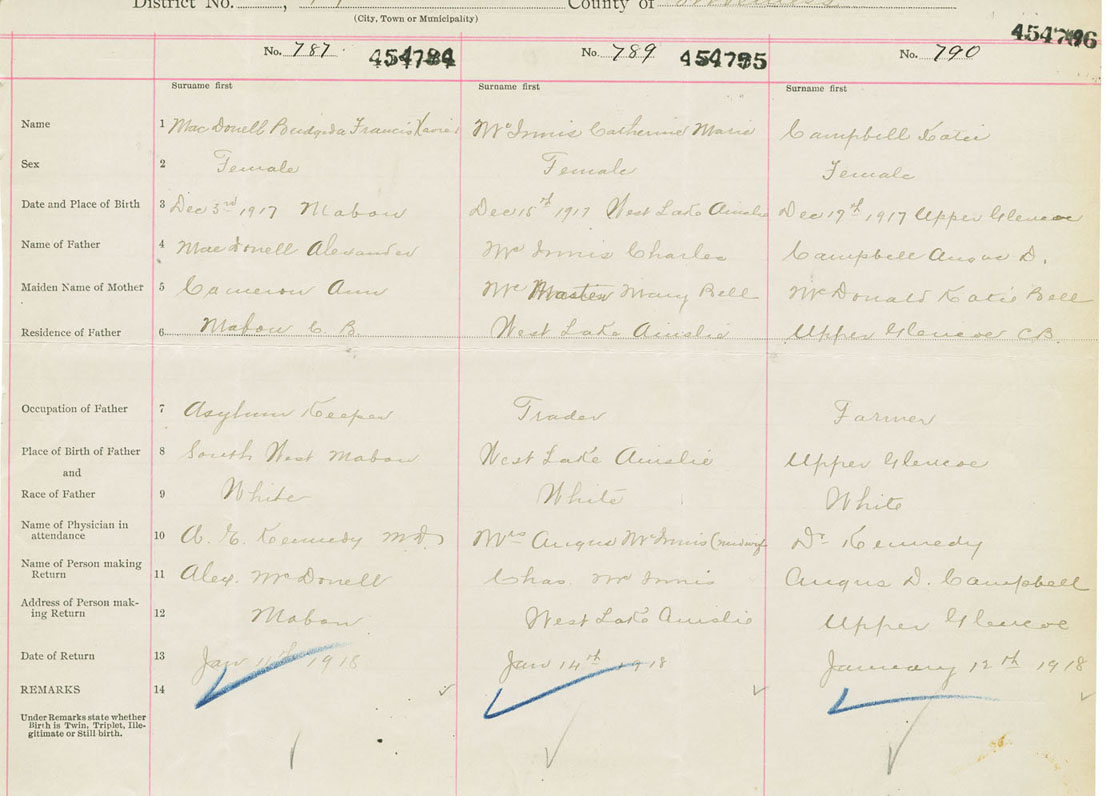 District No. , County of Inverness
(City, Town or Municipality)
No. 787 454794 No. 789 454795 No. 790 454796
Surname first Surname first Surname first
Name 1 MacDonell Francis Xavier McInnis Catherine Marie Campbell Katie
Sex 2 Female Female Female
Date and Place of Birth 3 Dec 3rd 1917 Mabou Dec 15th 1917 West Lake Ainslie Dec 19th 1917 Upper Glencoe
Name of Father 4 MacDonell Alexander McInnis Charles Campbell Angus D.
Maiden Name of Mother 5 Cameron Ann McMaster Mary Bell McDonald Katie Bell
Residence of Father 6 Mabou C. B. West Lake Ainslie Upper Glencoe CB
Occupation of Father 7 Asylum Keeper Trader Farmer
Place of Birth of Father 8 South West Mabou West Lake Ainslie Upper Glencoe
and
Race of Father 9 White White White
Name of Physician in
attendance 10 A. E. Kennedy M.D. Mrs Angus McInnis (midwife Dr Kennedy
Name of Person making
Return 11 Alex. McDonell Chas. McInnis Angus D. Campbell
Address of Person mak-
ing Return 12 Mabou West Lake Ainslie Upper Glencoe
Date of Return 13 Jan 1918 Jan 14th 1918 January 12th 1918
REMARKS 14
Under Remarks state whether
Birth is Twin, Triplet, Ille-
gitimate or Still birth.